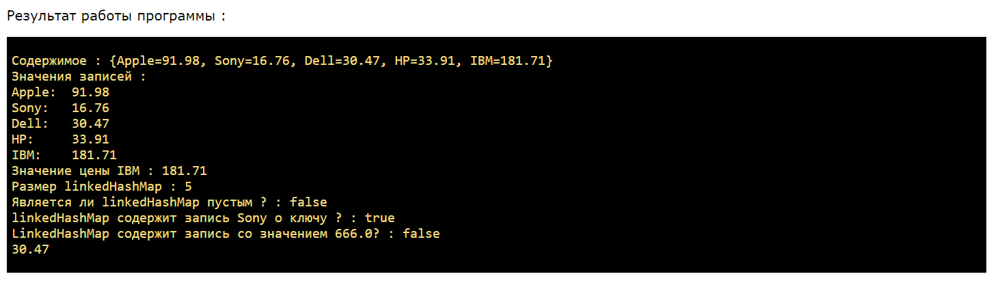 Результат работы программы :
Содержимое : {Apple=91.98, Sony=16.76, Dell=30.47, HP=33.91, IBM=181.71}
Значения записей :
Apple:  91.98
Sony:   16.76
Dell:   30.47
HP:     33.91
IBM:    181.71
Значение цены IBM : 181.71
Размер linkedHashMap : 5
Является ли linkedHashMap пустым ? : false
linkedHashMap содержит запись Sony о ключу ? : true
LinkedHashMap содержит запись со значением 666.0? : false
30.47